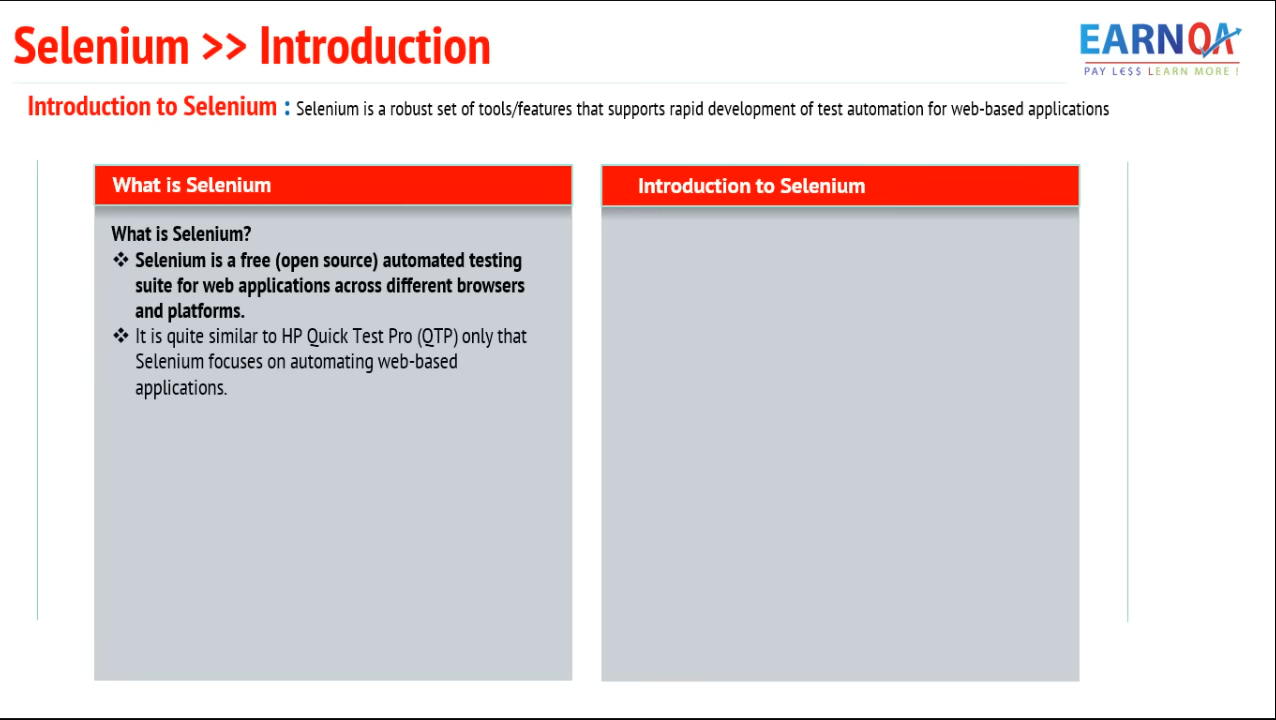 Selenium >> Introduction
EARNQA
PAY LE$$ LEARN MORE !
Introduction to Selenium : Selenium is a robust set of tools/features that supports rapid development of test automation for web-based applications
What is Selenium
What is Selenium?
❖ Selenium is a free (open source) automated testing
suite for web applications across different browsers
and platforms.
❖ It is quite similar to HP Quick Test Pro (QTP) only that
Selenium focuses on automating web-based
applications.
Introduction to Selenium